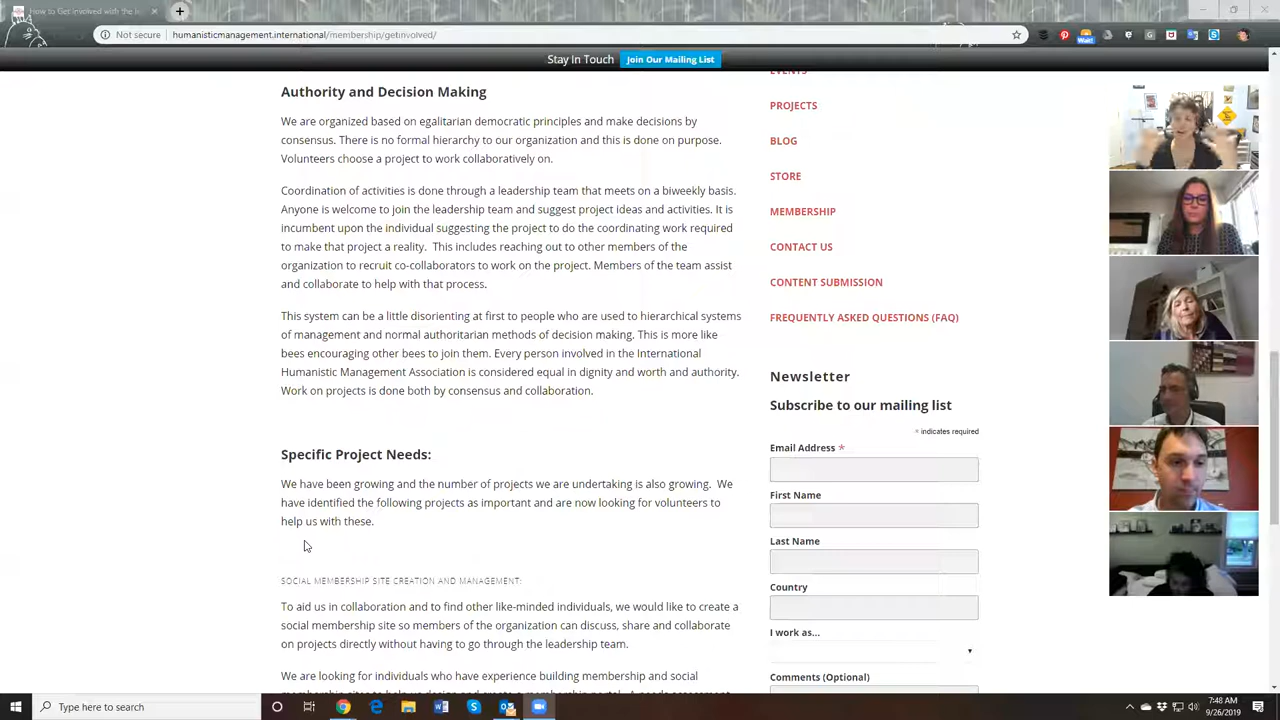 How to Get Involved with the I
Not secure
humanisticmanagement.international/membership/getinvolved/
Stay In Touch
Join Our Mailing List
Authority and Decision Making
We are organized based on egalitarian democratic principles and make decisions by
consensus. There is no formal hierarchy to our organization and this is done on purpose.
Volunteers choose a project to work collaboratively on.
Coordination of activities is done through a leadership team that meets on a biweekly basis.
Anyone is welcome to join the leadership team and suggest project ideas and activities. It is
incumbent upon the individual suggesting the project to do the coordinating work required
to make that project a reality. This includes reaching out to other members of the
organization to recruit co-collaborators to work on the project. Members of the team assist
and collaborate to help with that process.
This system can be a little disorienting at first to people who are used to hierarchical systems
of management and normal authoritarian methods of decision making. This is more like
bees encouraging other bees to join them. Every person involved in the International
Humanistic Management Association is considered equal in dignity and worth and authority.
Work on projects is done both by consensus and collaboration.
Specific Project Needs:
We have been growing and the number of projects we are undertaking is also growing. We
have identified the following projects as important and are now looking for volunteers to
help us with these.
SOCIAL MEMBERSHIP SITE CREATION AND MANAGEMENT:
To aid us in collaboration and to find other like-minded individuals, we would like to create a
social membership site so members of the organization can discuss, share and collaborate
on projects directly without having to go through the leadership team.
We are looking for individuals who have experience building membership and social
EVENTS
PROJECTS
BLOG
STORE
MEMBERSHIP
CONTACT US
CONTENT SUBMISSION
FREQUENTLY ASKED QUESTIONS (FAQ)
Newsletter
Subscribe to our mailing list
* indicates required
Email Address *
First Name
Last Name
Country
I work as...
Comments (Optional)
Type here to search
7:48 AM
9/26/2019